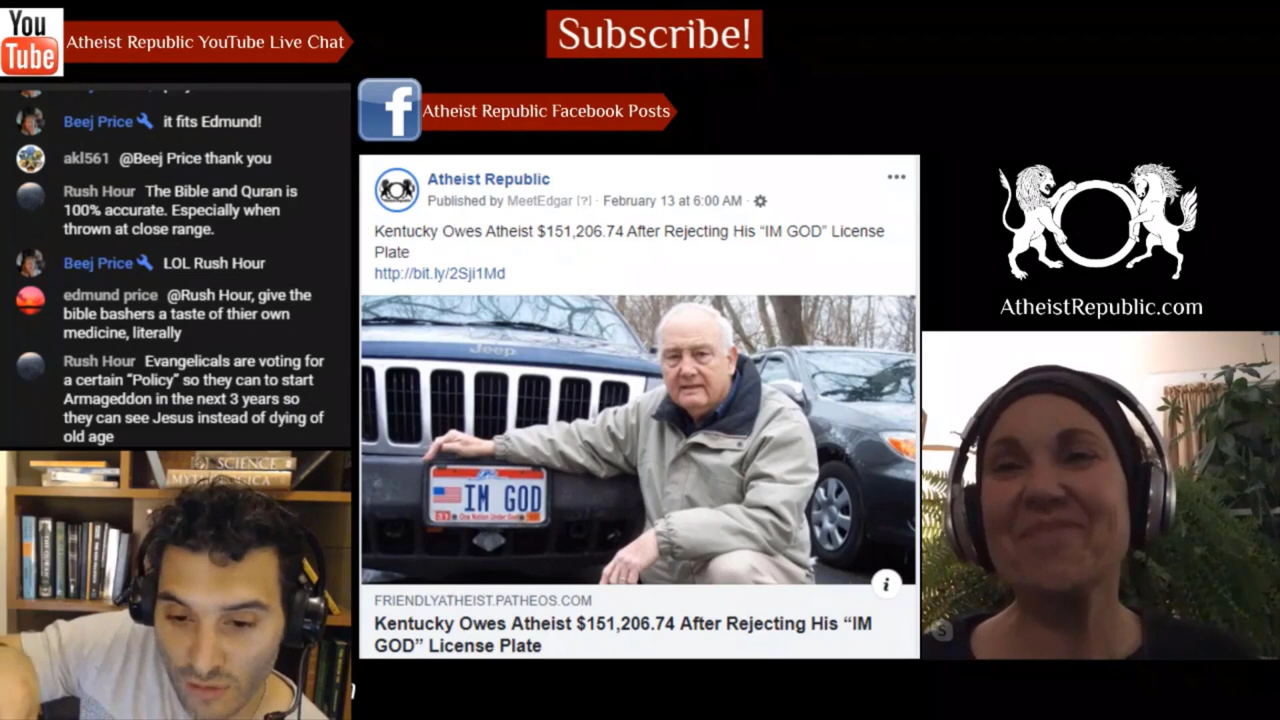 You
Tube
Atheist Republic YouTube Live Chat
Subscribe!
Beej Price it fits Edmund!
akl561 @Beej Price thank you
Rush Hour The Bible and Quran is
100% accurate. Especially when
thrown at close range.
Beej Price LOL Rush Hour
edmund price @Rush Hour, give the
bible bashers a taste of thier own
medicine, literally
Rush Hour Evangelicals are voting for
a certain “Policy” so they can to start
Armageddon in the next 3 years so
they can see Jesus instead of dying of
old age
f
Atheist Republic Facebook Posts
Atheist Republic
Published by MeetEdgar [?] · February 13 at 6:00 AM ·
Kentucky Owes Atheist $151,206.74 After Rejecting His “IM GOD” License
Plate
http://bit.ly/2Sji1Md
Jeep
IM GOD
One Nation Under God
i
FRIENDLYATHEIST.PATHEOS.COM
Kentucky Owes Atheist $151,206.74 After Rejecting His “IM
GOD” License Plate
AtheistRepublic.com
SCIENCE
S